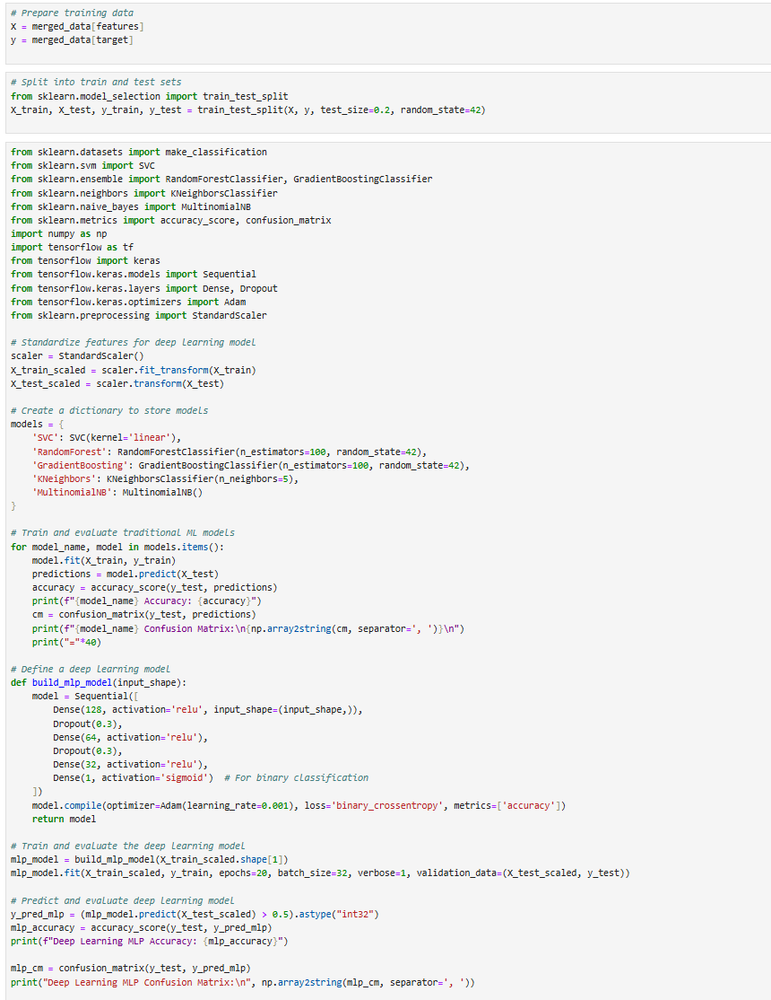 # Prepare training data
X = merged_data[features]
y = merged_data[target]
# Split into train and test sets
from sklearn.model_selection import train_test_split
X_train, X_test, y_train, y_test = train_test_split(X, y, test_size=0.2, random_state=42)
from sklearn.datasets import make_classification
from sklearn.svm import SVC
from sklearn.ensemble import RandomForestClassifier, GradientBoostingClassifier
from sklearn.neighbors import KNeighborsClassifier
from sklearn.naive_bayes import MultinomialNB
from sklearn.metrics import accuracy_score, confusion_matrix
import numpy as np
import tensorflow as tf
from tensorflow import keras
from tensorflow.keras.models import Sequential
from tensorflow.keras.layers import Dense, Dropout
from tensorflow.keras.optimizers import Adam
from sklearn.preprocessing import StandardScaler
# Standardize features for deep learning model
scaler = StandardScaler()
X_train_scaled = scaler.fit_transform(X_train)
X_test_scaled = scaler.transform(X_test)
# Create a dictionary to store models
models = {
    'SVC': SVC(kernel='linear'),
    'RandomForest': RandomForestClassifier(n_estimators=100, random_state=42),
    'GradientBoosting': GradientBoostingClassifier(n_estimators=100, random_state=42),
    'KNeighbors': KNeighborsClassifier(n_neighbors=5),
    'MultinomialNB': MultinomialNB()
}
# Train and evaluate traditional ML models
for model_name, model in models.items():
    model.fit(X_train, y_train)
    predictions = model.predict(X_test)
    accuracy = accuracy_score(y_test, predictions)
    print(f"{model_name} Accuracy: {accuracy}")
    cm = confusion_matrix(y_test, predictions)
    print(f"{model_name} Confusion Matrix:\n{np.array2string(cm, separator=', ')}\n")
    print("="*40)
# Define a deep learning model
def build_mlp_model(input_shape):
    model = Sequential([
        Dense(128, activation='relu', input_shape=(input_shape,)),
        Dropout(0.3),
        Dense(64, activation='relu'),
        Dropout(0.3),
        Dense(32, activation='relu'),
        Dense(1, activation='sigmoid')  # For binary classification
    ])
    model.compile(optimizer=Adam(learning_rate=0.001), loss='binary_crossentropy', metrics=['accuracy'])
    return model
# Train and evaluate the deep learning model
mlp_model = build_mlp_model(X_train_scaled.shape[1])
mlp_model.fit(X_train_scaled, y_train, epochs=20, batch_size=32, verbose=1, validation_data=(X_test_scaled, y_test))
# Predict and evaluate deep learning model
y_pred_mlp = (mlp_model.predict(X_test_scaled) > 0.5).astype("int32")
mlp_accuracy = accuracy_score(y_test, y_pred_mlp)
print(f"Deep Learning MLP Accuracy: {mlp_accuracy}")
mlp_cm = confusion_matrix(y_test, y_pred_mlp)
print("Deep Learning MLP Confusion Matrix:\n", np.array2string(mlp_cm, separator=', '))